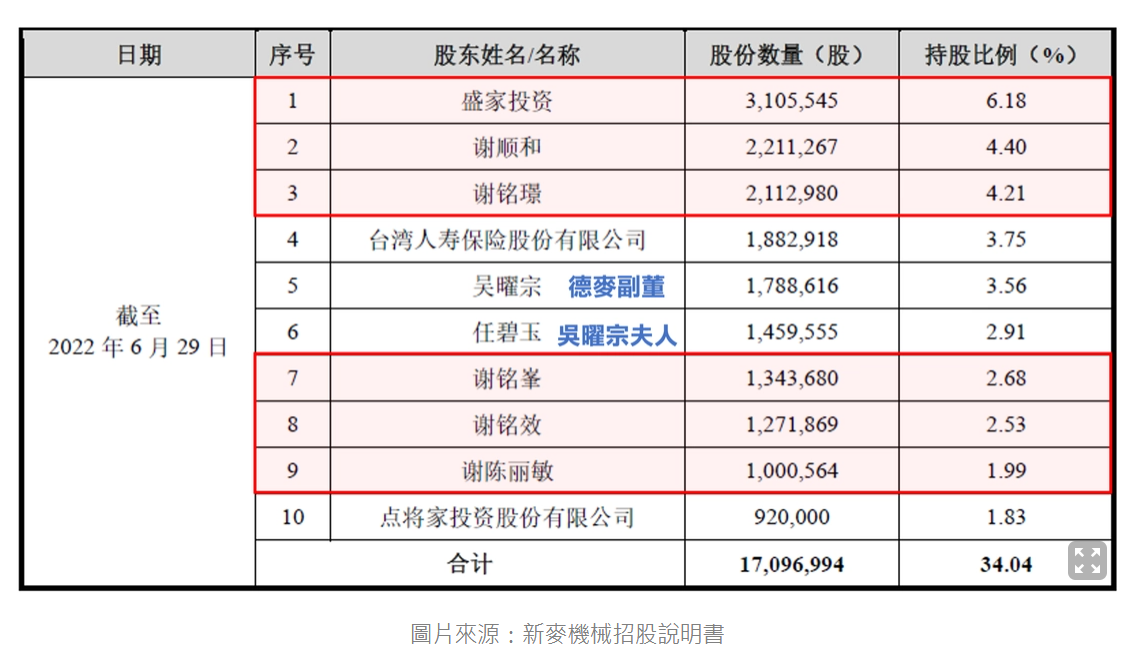 日期 序号 股东姓名/名称 股份数量（股） 持股比例（%）
1 盛家投资 3,105,545 6.18
2 谢顺和 2,211,267 4.40
3 谢铭璟 2,112,980 4.21
4 台湾人寿保险股份有限公司 1,882,918 3.75
5 吴曜宗 德麥副董 1,788,616 3.56
截至
2022 年 6 月 29 日
6 任碧玉 吳曜宗夫人 1,459,555 2.91
7 谢铭峯 1,343,680 2.68
8 谢铭效 1,271,869 2.53
9 谢陈丽敏 1,000,564 1.99
10 点将家投资股份有限公司 920,000 1.83
合计 17,096,994 34.04
圖片來源：新麥機械招股說明書